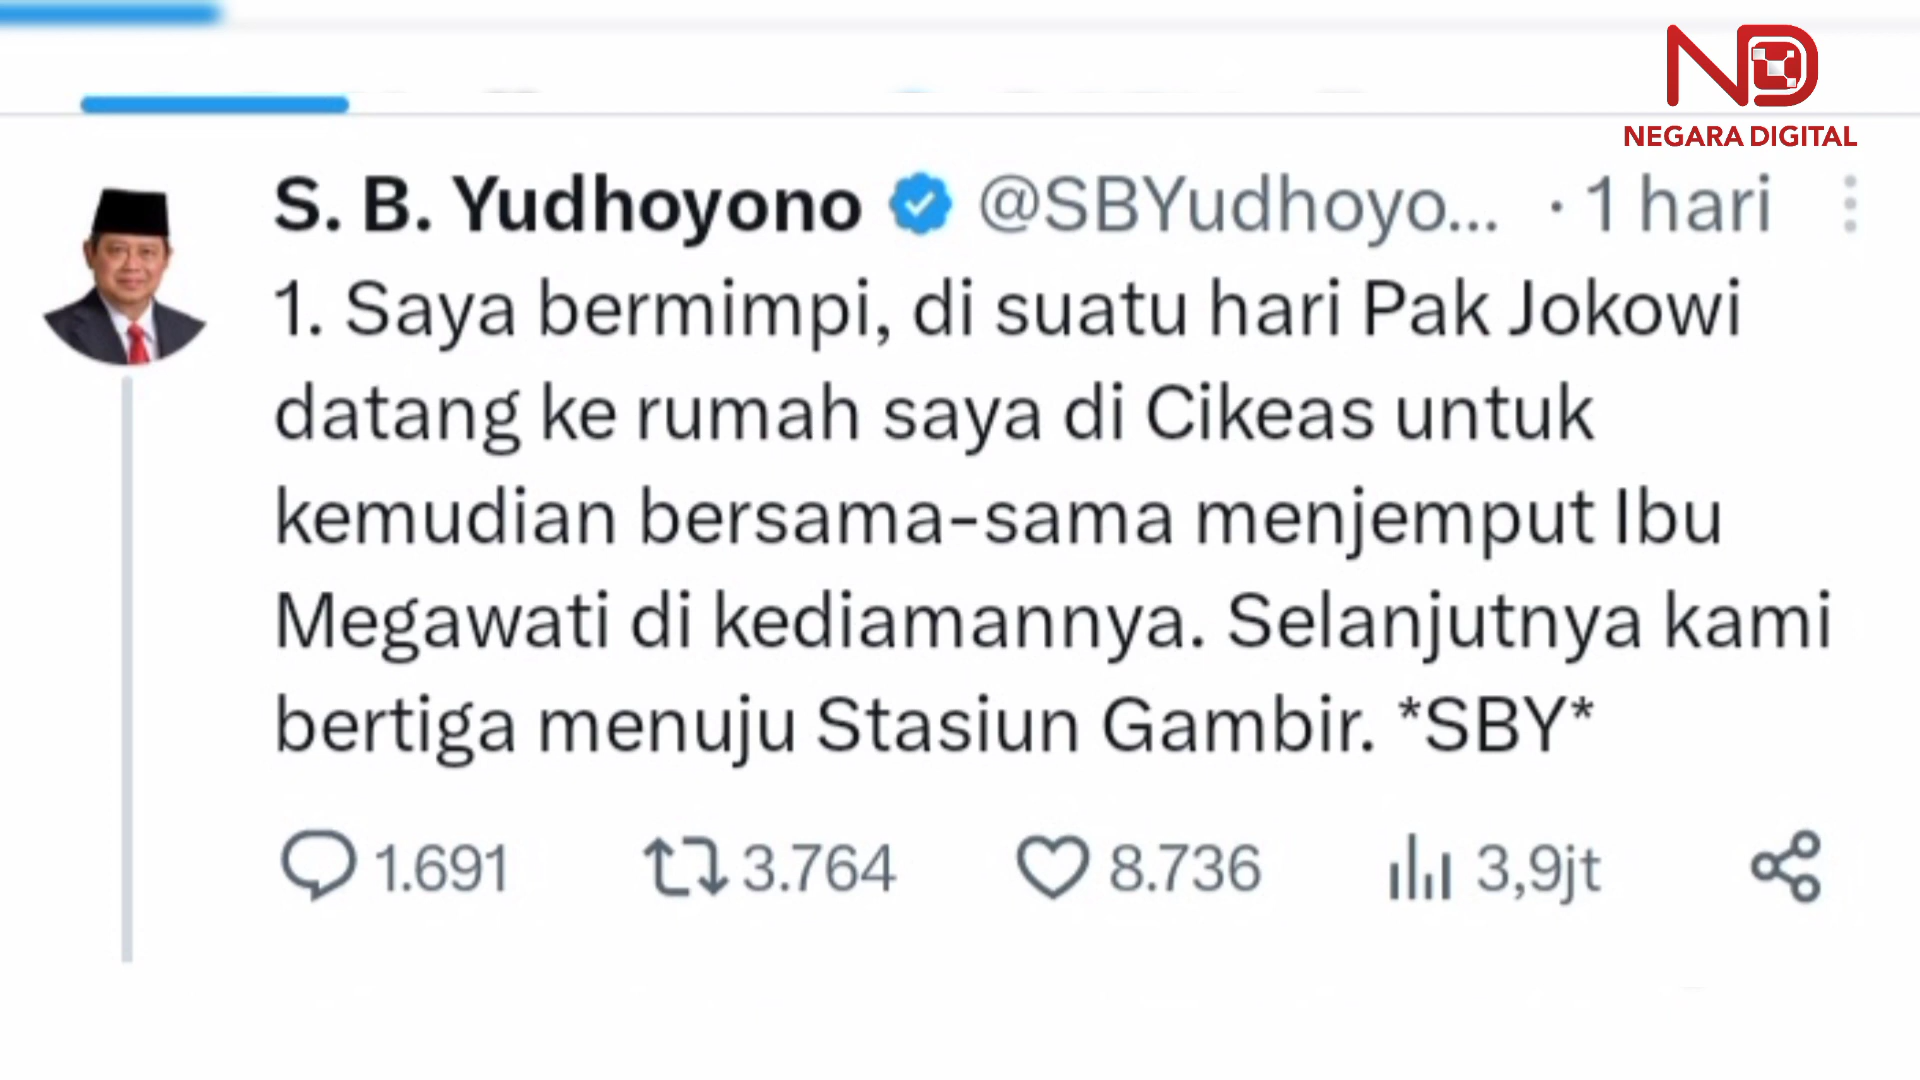 NEGARA DIGITAL
S. B. Yudhoyono @SBYudhoyo... · 1 hari
1. Saya bermimpi, di suatu hari Pak Jokowi
datang ke rumah saya di Cikeas untuk
kemudian bersama-sama menjemput Ibu
Megawati di kediamannya. Selanjutnya kami
bertiga menuju Stasiun Gambir. *SBY*
1.691 3.764 8.736 3,9jt